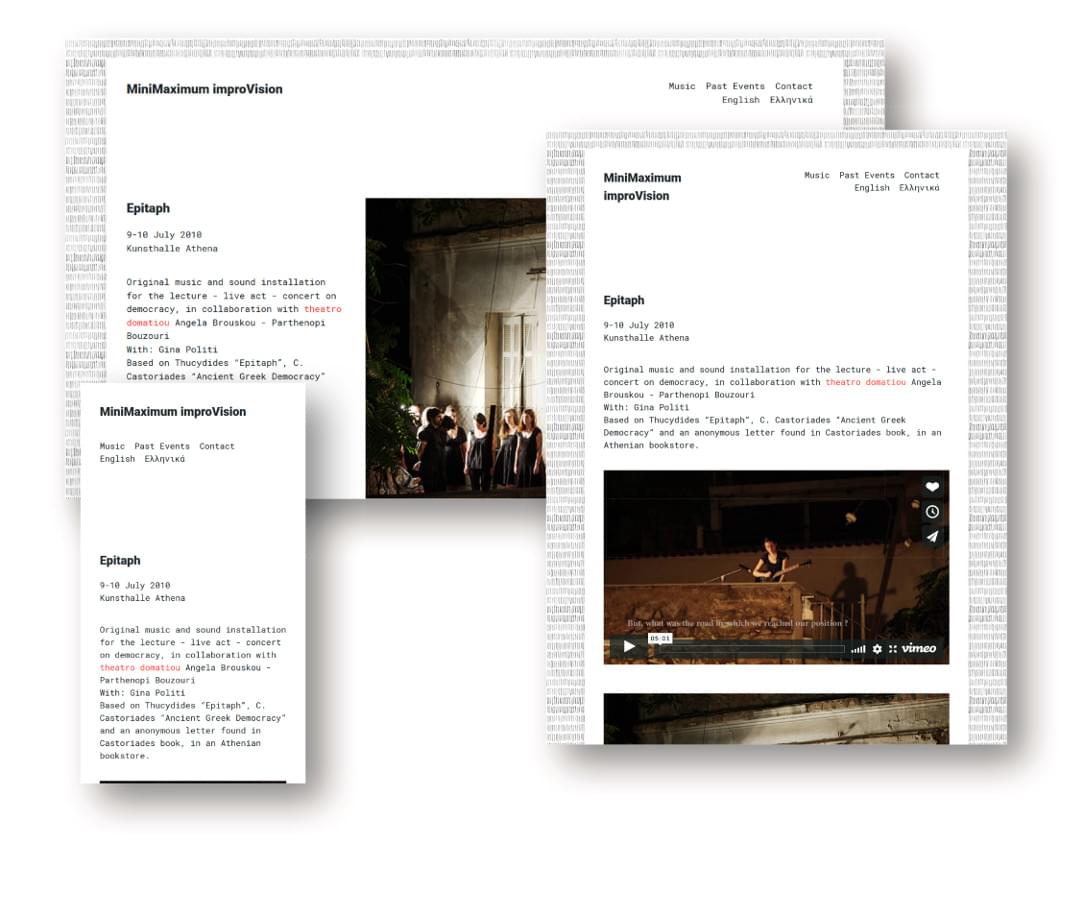 MiniMaximum improVision
Music Past Events Contact
English Ελληνικά
Epitaph
9-10 July 2010
Kunsthalle Athena
Original music and sound installation
for the lecture - live act - concert on
democracy, in collaboration with theatro
domatiou Angela Brouskou - Parthenopi
Bouzouri
With: Gina Politi
Based on Thucydides “Epitaph”, C.
Castoriades “Ancient Greek Democracy”
MiniMaximum
improVision
Music Past Events Contact
English Ελληνικά
Epitaph
9-10 July 2010
Kunsthalle Athena
Original music and sound installation for the lecture - live act -
concert on democracy, in collaboration with theatro domatiou Angela
Brouskou - Parthenopi Bouzouri
With: Gina Politi
Based on Thucydides “Epitaph”, C. Castoriades “Ancient Greek
Democracy” and an anonymous letter found in Castoriades book, in an
Athenian bookstore.
But, what was the road by which we reached our position ?
05:01
vimeo
MiniMaximum improVision
Music Past Events Contact
English Ελληνικά
Epitaph
9-10 July 2010
Kunsthalle Athena
Original music and sound installation
for the lecture - live act - concert
on democracy, in collaboration with
theatro domatiou Angela Brouskou -
Parthenopi Bouzouri
With: Gina Politi
Based on Thucydides “Epitaph”, C.
Castoriades “Ancient Greek Democracy”
and an anonymous letter found in
Castoriades book, in an Athenian
bookstore.